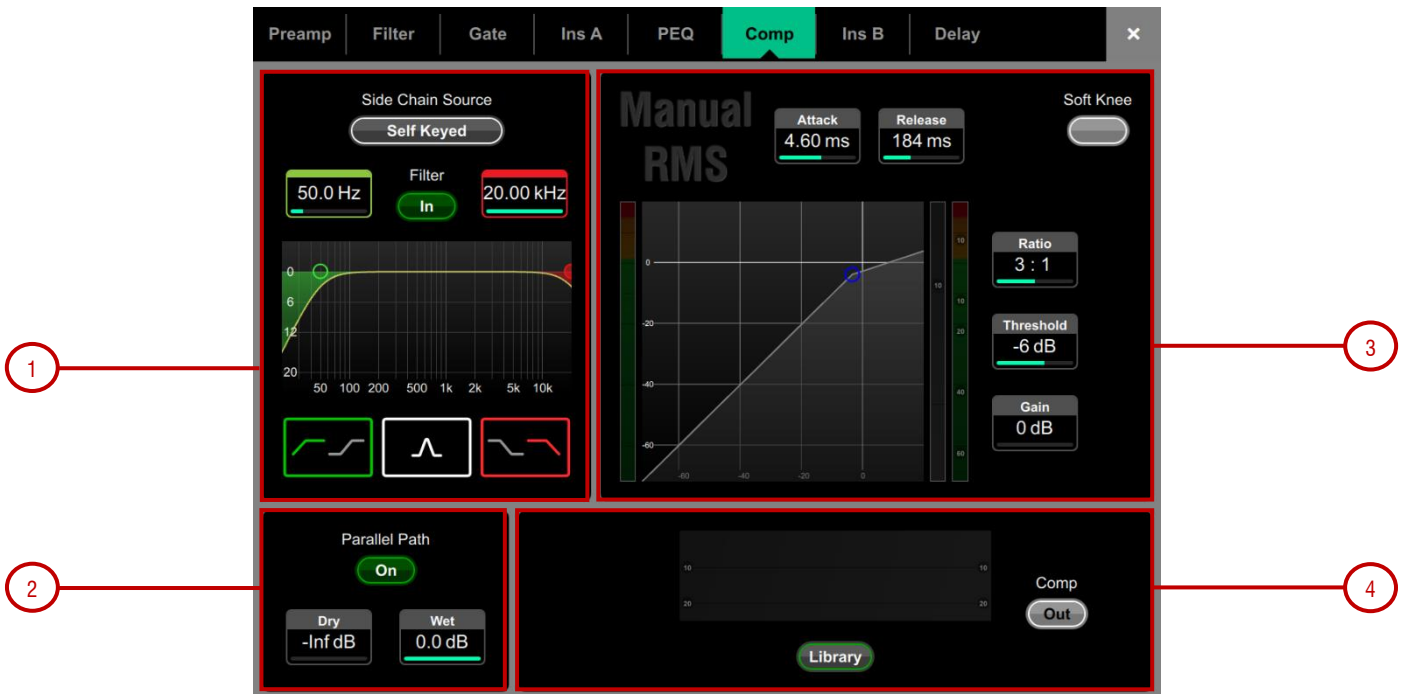 Preamp Filter Gate Ins A PEQ Comp Ins B Delay ×
Side Chain Source
Self Keyed
50.0 Hz
Filter
In
20.00 kHz
0
6
12
20
50 100 200 500 1k 2k 5k 10k
1
Manual
RMS
Attack
4.60 ms
Release
184 ms
Soft Knee
0
-20
-40
-60
-60 -40 -20 0
10
10
10
20
40
60
Ratio
3 : 1
Threshold
-6 dB
Gain
0 dB
3
Parallel Path
On
Dry
-Inf dB
Wet
0.0 dB
2
10 10
20 20
Comp
Out
Library
4